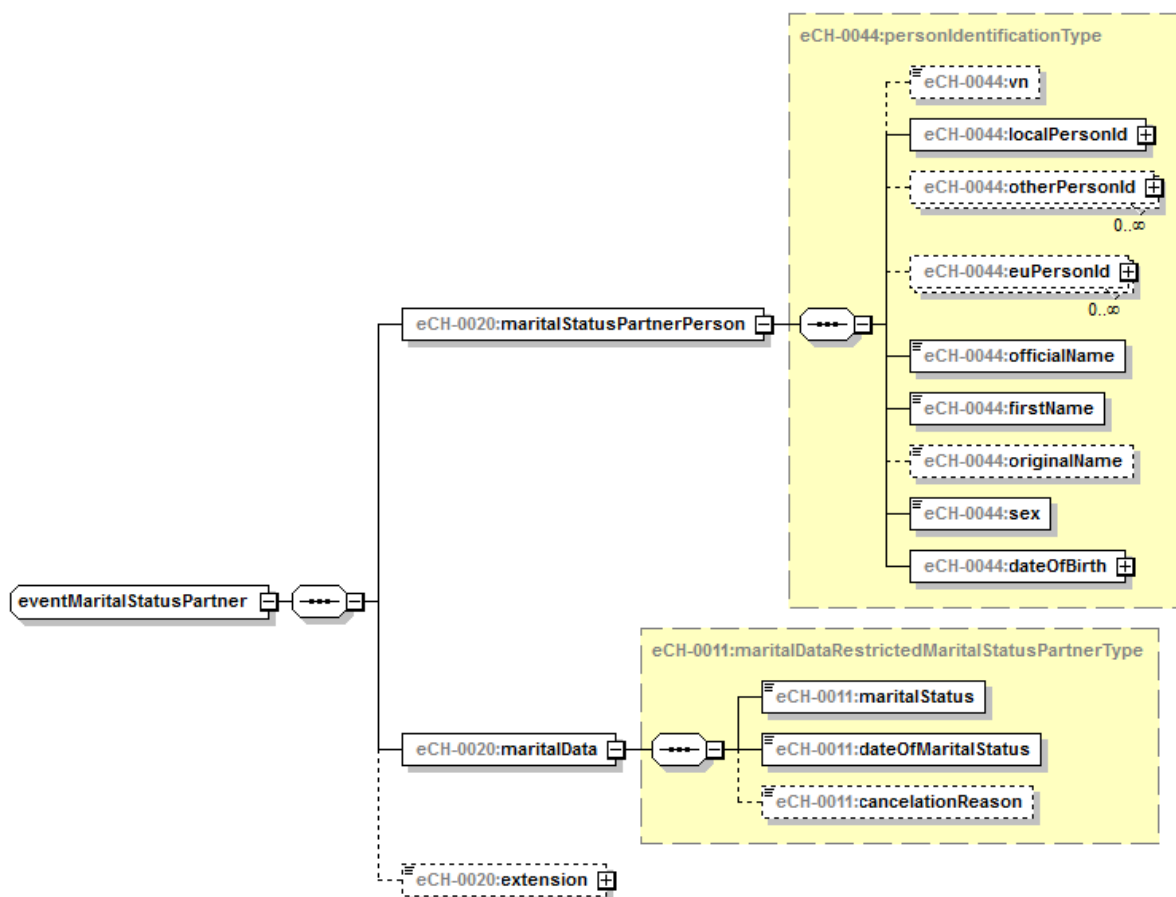 eCH-0044:personIdentificationType
eCH-0044:vn
eCH-0044:localPersonId
eCH-0044:otherPersonId
0..∞
eCH-0044:euPersonId
0..∞
eCH-0020:maritalStatusPartnerPerson
eCH-0044:officialName
eCH-0044:firstName
eCH-0044:originalName
eCH-0044:sex
eCH-0044:dateOfBirth
eventMaritalStatusPartner
eCH-0011:maritalDataRestrictedMaritalStatusPartnerType
eCH-0011:maritalStatus
eCH-0020:maritalData
eCH-0011:dateOfMaritalStatus
eCH-0011:cancelationReason
eCH-0020:extension